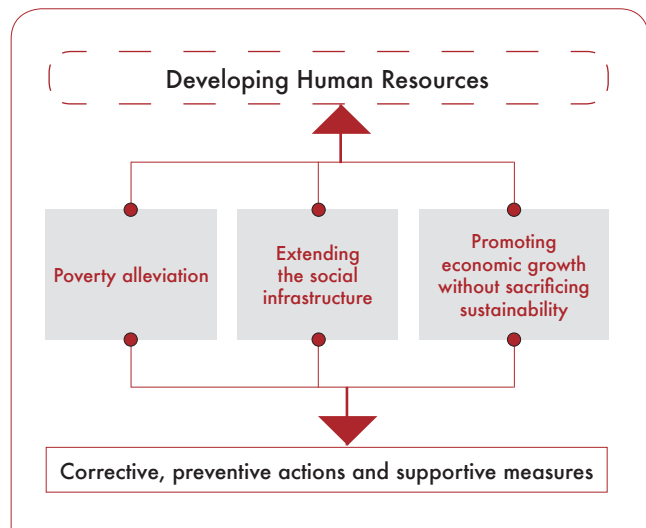 Developing Human Resources
Poverty alleviation
Extending
the social
infrastructure
Promoting
economic growth
without sacrificing
sustainability
Corrective, preventive actions and supportive measures